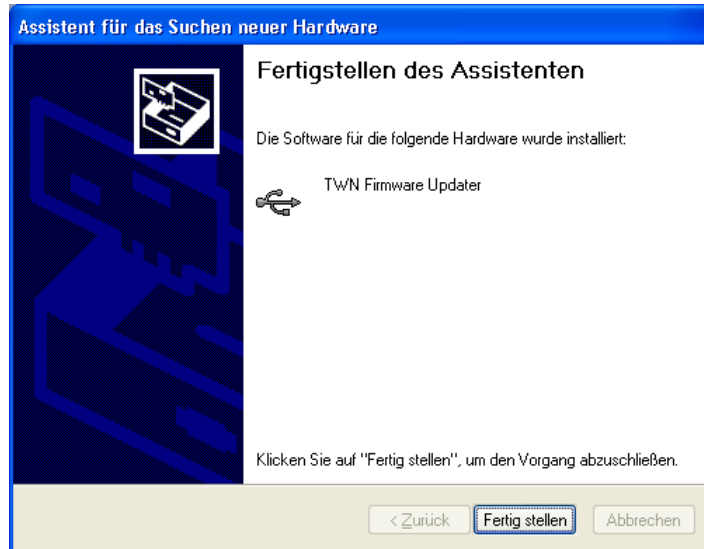 Assistent für das Suchen neuer Hardware
Fertigstellen des Assistenten
Die Software für die folgende Hardware wurde installiert:
TWN Firmware Updater
Klicken Sie auf "Fertig stellen", um den Vorgang abzuschließen.
< Zurück Fertig stellen Abbrechen